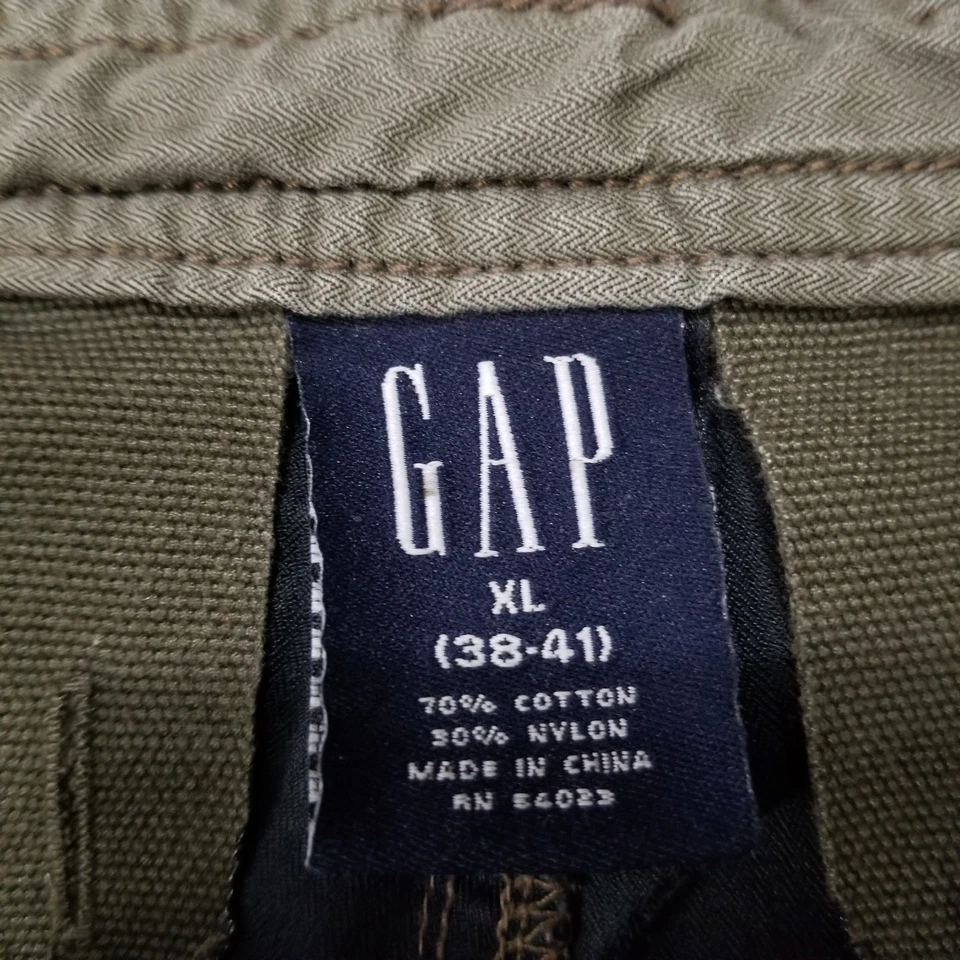 GAP
XL
(38-41)
70% COTTON
30% NYLON
MADE IN CHINA
RN 54023